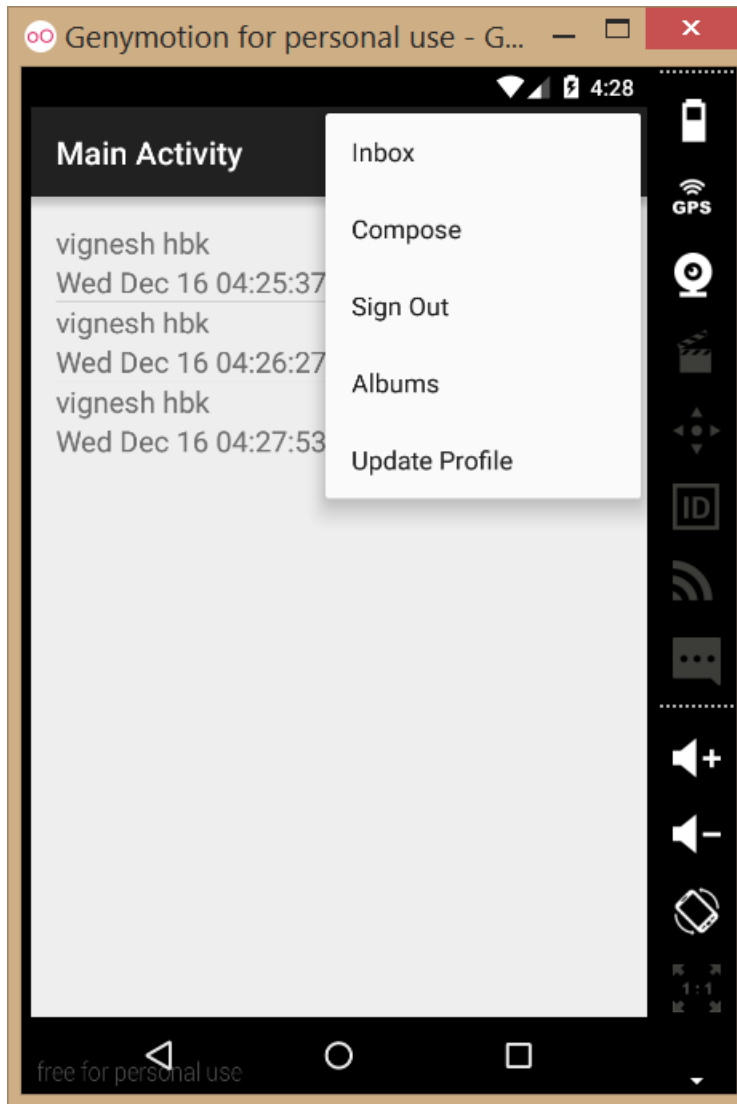 Genymotion for personal use - G...
4:28
Main Activity
Inbox
Compose
Sign Out
Albums
Update Profile
vignesh hbk
Wed Dec 16 04:25:37
vignesh hbk
Wed Dec 16 04:26:27
vignesh hbk
Wed Dec 16 04:27:53
GPS
ID
1:1
free for personal use